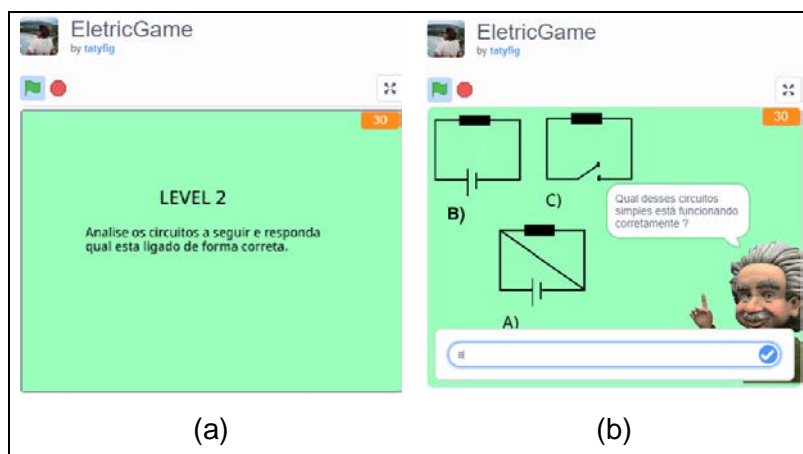 EletricGame
by tatyfig
30
LEVEL 2
Analise os circuitos a seguir e responda
qual esta ligado de forma correta.
(a)
EletricGame
by tatyfig
30
B)
C)
Qual desses circuitos
simples está funcionando
corretamente ?
A)
(b)